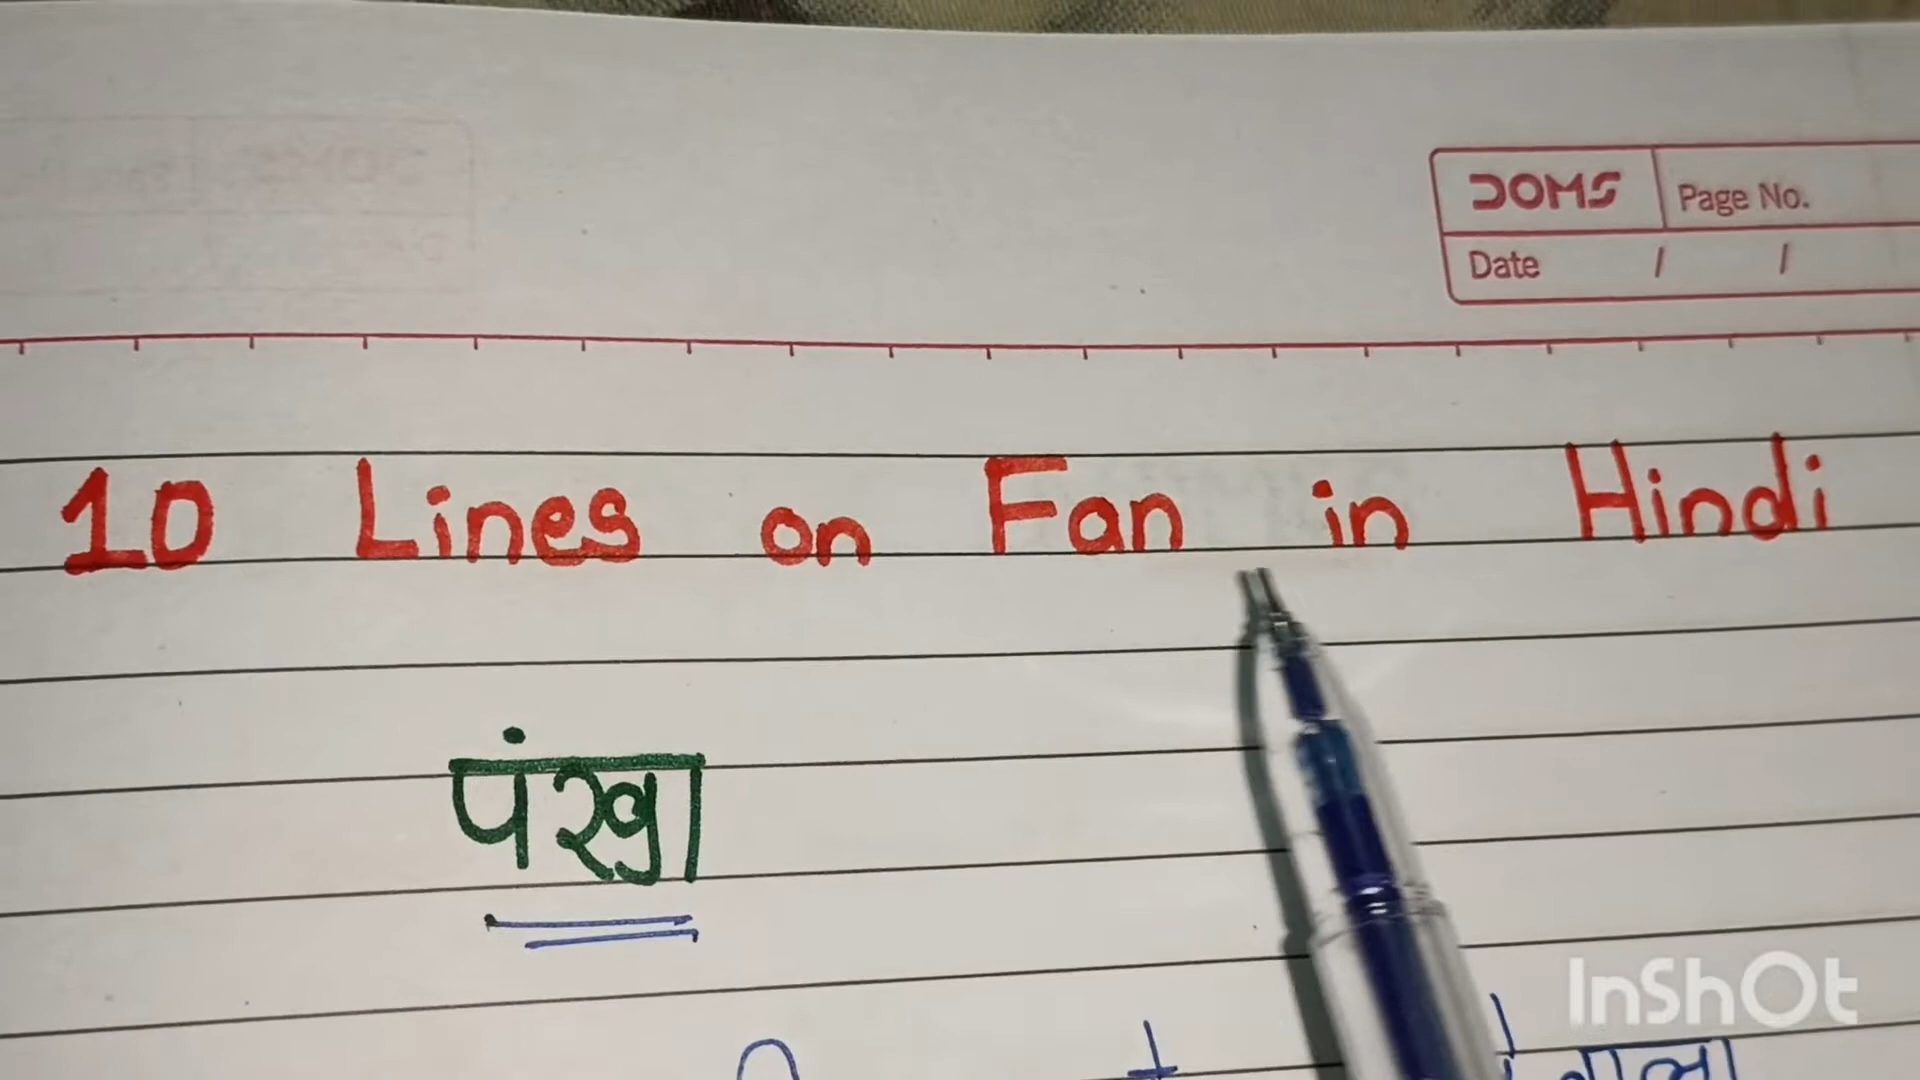 DOMS Page No.
Date / /
10 Lines on Fan in Hindi
पंखा
InShOt